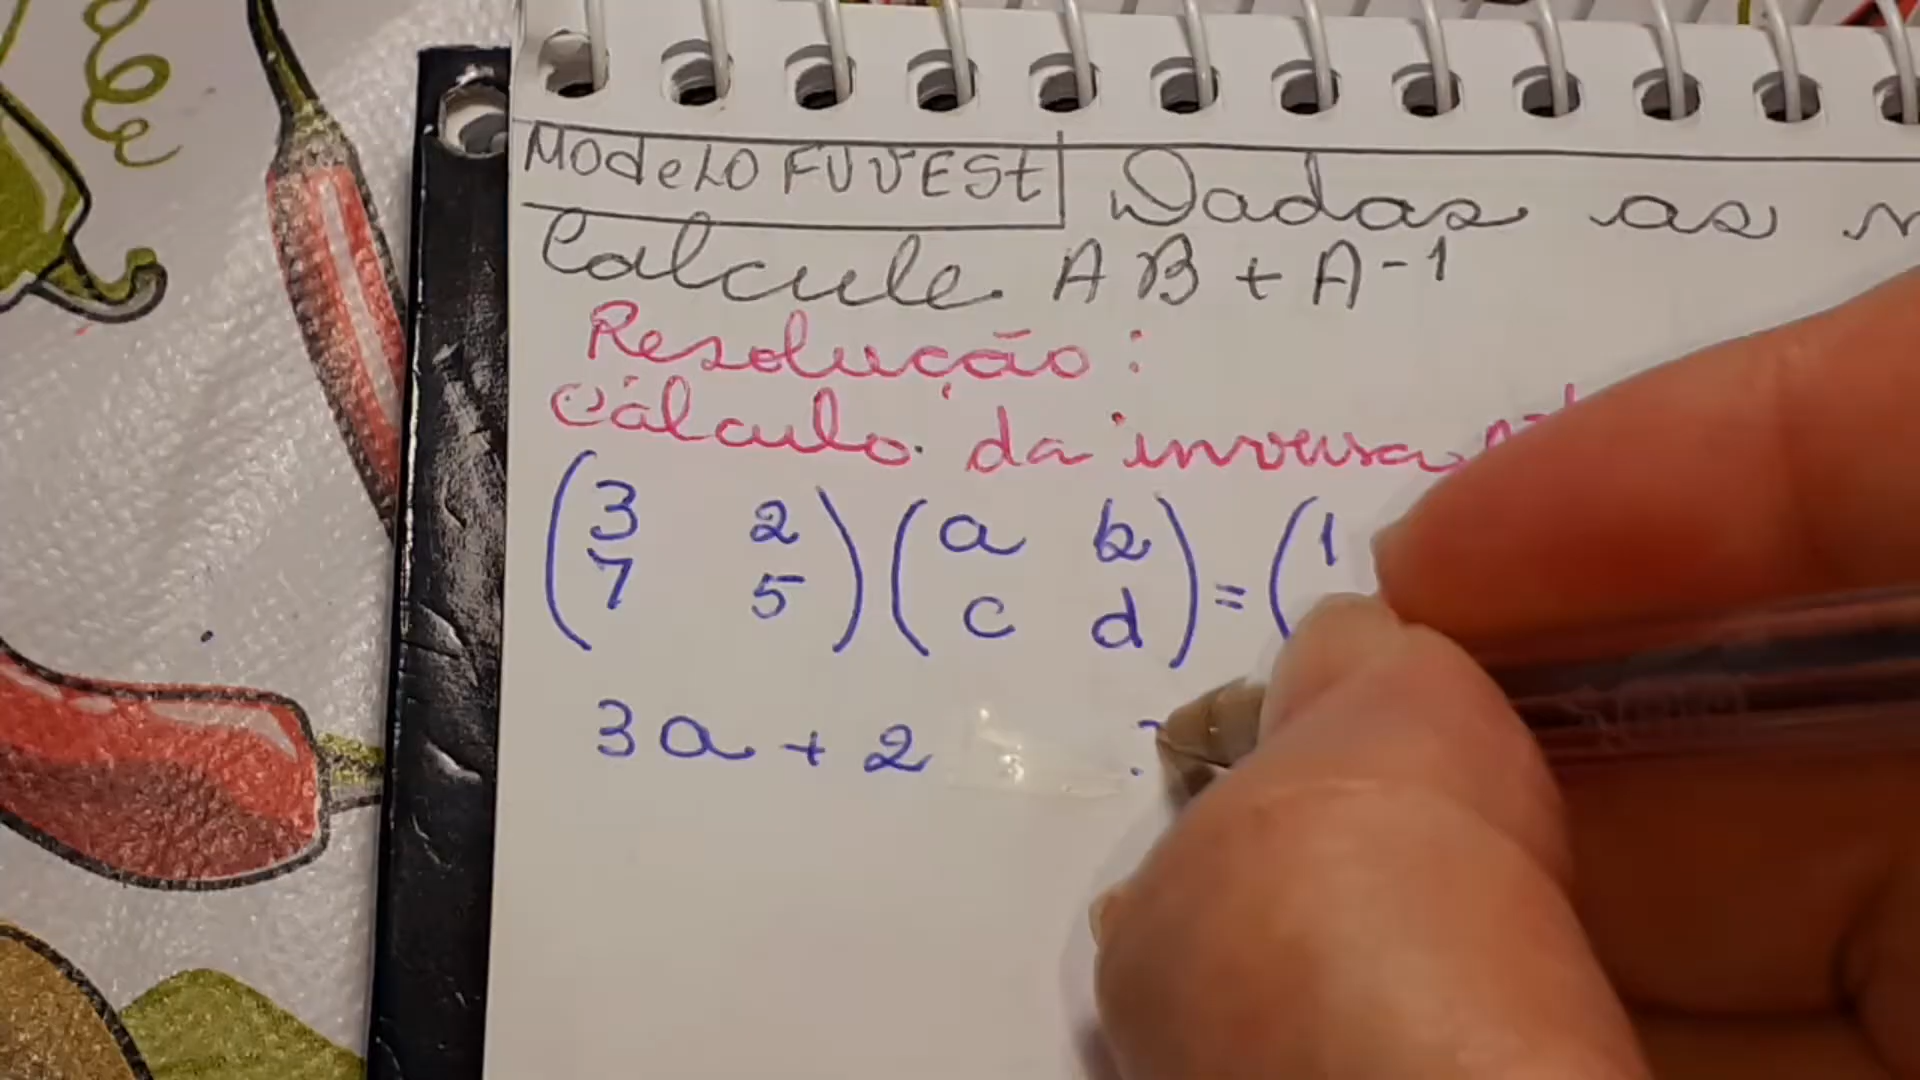 Modelo FUVEST Dadas as
Calcule AB + A-1
Resolução:
Cálculo da inversa
(3 2) (a b) = (1
7 5 c d
3a + 2